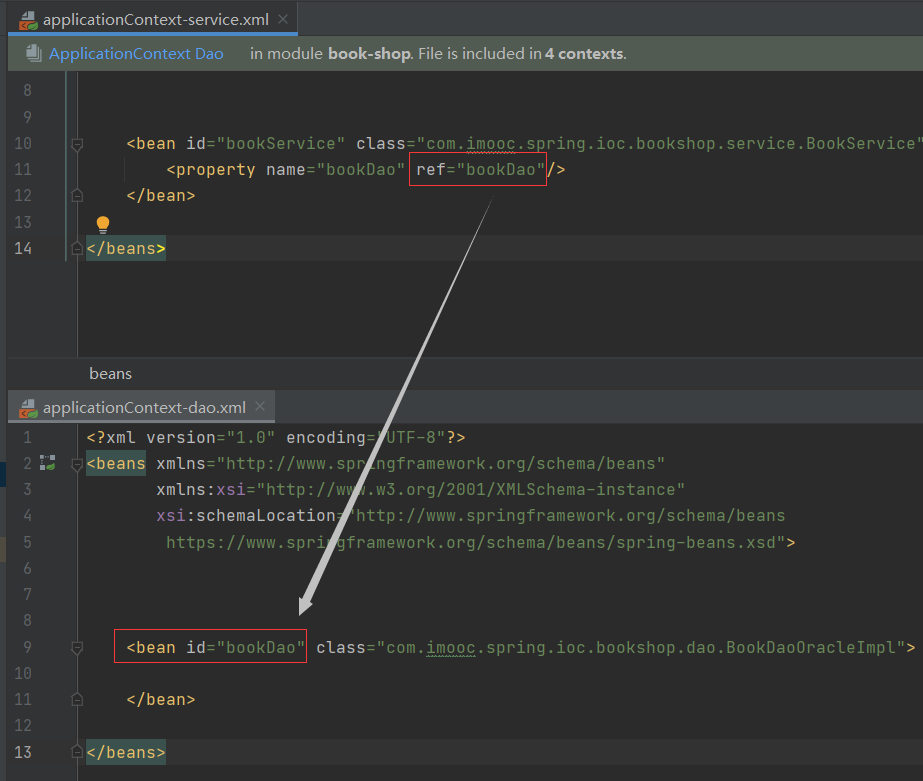 applicationContext-service.xml
ApplicationContext Dao in module book-shop. File is included in 4 contexts.
8
9
10 <bean id="bookService" class="com.imooc.spring.ioc.bookshop.service.BookService"
11 <property name="bookDao" ref="bookDao"/>
12 </bean>
13
14 </beans>
beans
applicationContext-dao.xml
1 <?xml version="1.0" encoding="UTF-8"?>
2 <beans xmlns="http://www.springframework.org/schema/beans"
3 xmlns:xsi="http://www.w3.org/2001/XMLSchema-instance"
4 xsi:schemaLocation="http://www.springframework.org/schema/beans
5 https://www.springframework.org/schema/beans/spring-beans.xsd">
6
7
8
9 <bean id="bookDao" class="com.imooc.spring.ioc.bookshop.dao.BookDaoOracleImpl">
10
11 </bean>
12
13 </beans>